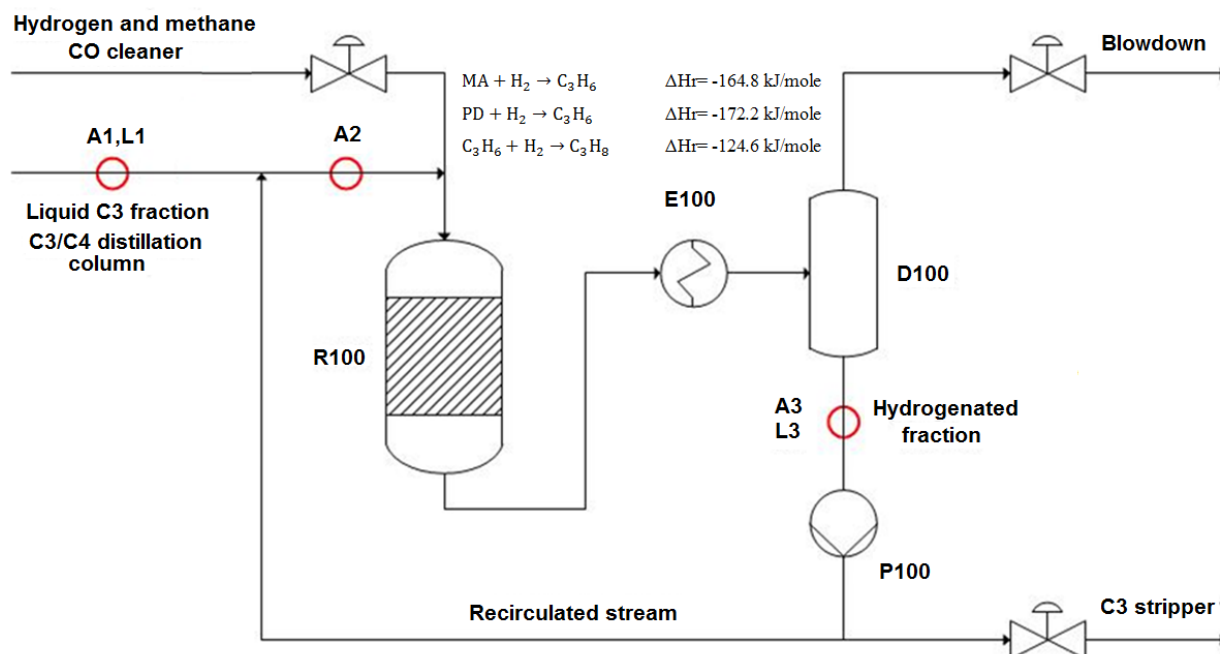 Hydrogen and methane
CO cleaner
Blowdown
MA + H₂ → C₃H₆ ΔHr= -164.8 kJ/mole
PD + H₂ → C₃H₆ ΔHr= -172.2 kJ/mole
C₃H₆ + H₂ → C₃H₈ ΔHr= -124.6 kJ/mole
A1,L1
A2
Liquid C3 fraction
C3/C4 distillation
column
E100
D100
R100
A3
L3
Hydrogenated
fraction
P100
Recirculated stream
C3 stripper